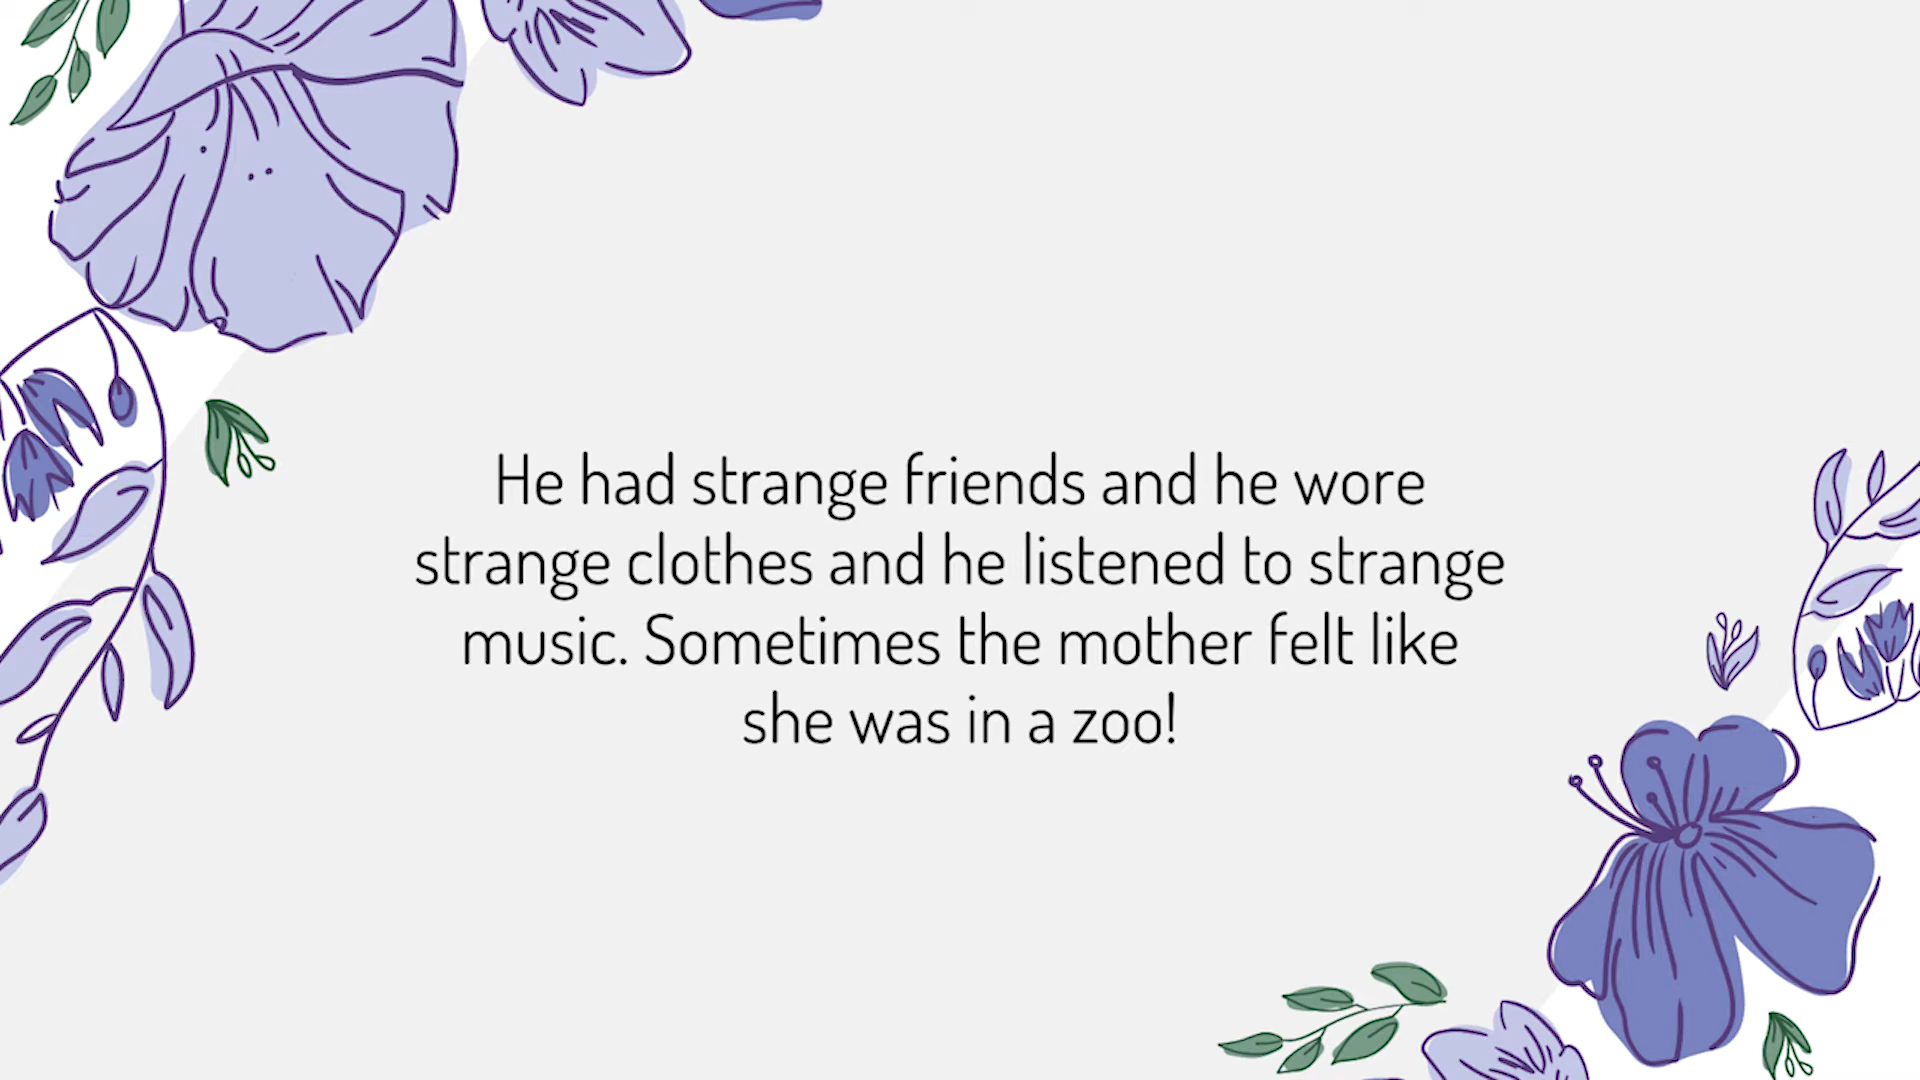 He had strange friends and he wore
strange clothes and he listened to strange
music. Sometimes the mother felt like
she was in a zoo!